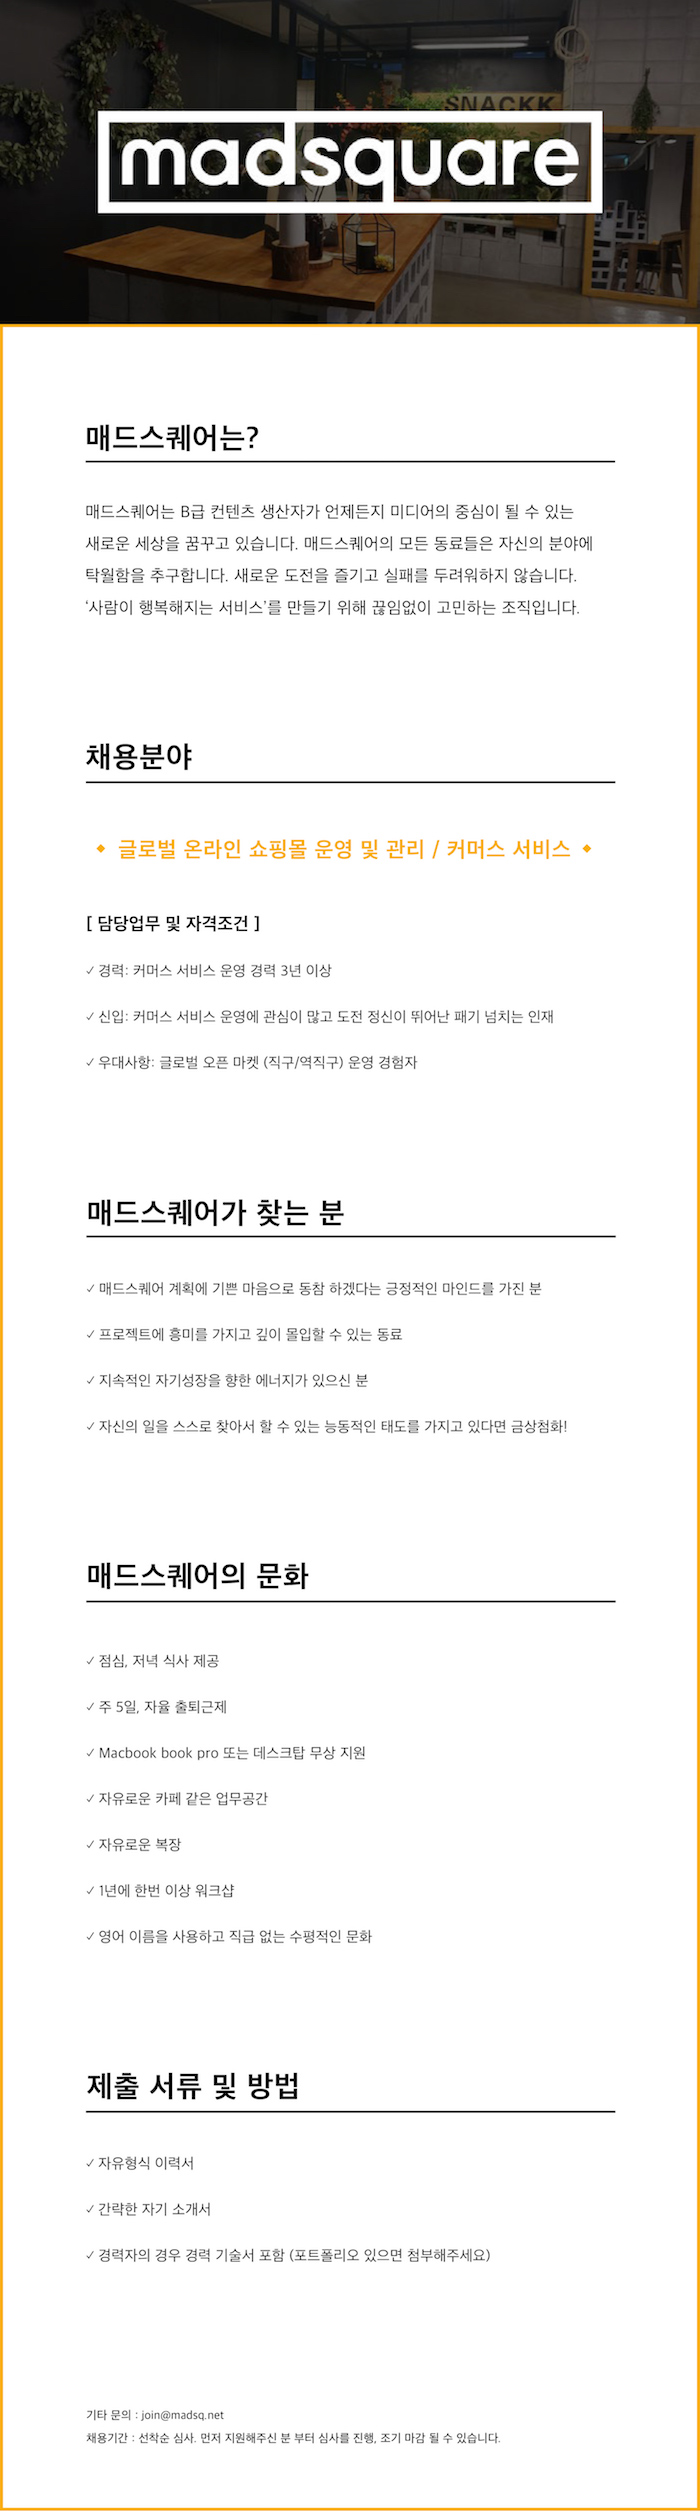 SNACKK
madsquare
매드스퀘어는?
매드스퀘어는 B급 컨텐츠 생산자가 언제든지 미디어의 중심이 될 수 있는
새로운 세상을 꿈꾸고 있습니다. 매드스퀘어의 모든 동료들은 자신의 분야에
탁월함을 추구합니다. 새로운 도전을 즐기고 실패를 두려워하지 않습니다.
‘사람이 행복해지는 서비스’를 만들기 위해 끊임없이 고민하는 조직입니다.
채용분야
◆ 글로벌 온라인 쇼핑몰 운영 및 관리 / 커머스 서비스 ◆
[ 담당업무 및 자격조건 ]
✓ 경력: 커머스 서비스 운영 경력 3년 이상
✓ 신입: 커머스 서비스 운영에 관심이 많고 도전 정신이 뛰어난 패기 넘치는 인재
✓ 우대사항: 글로벌 오픈 마켓 (직구/역직구) 운영 경험자
매드스퀘어가 찾는 분
✓ 매드스퀘어 계획에 기쁜 마음으로 동참 하겠다는 긍정적인 마인드를 가진 분
✓ 프로젝트에 흥미를 가지고 깊이 몰입할 수 있는 동료
✓ 지속적인 자기성장을 향한 에너지가 있으신 분
✓ 자신의 일을 스스로 찾아서 할 수 있는 능동적인 태도를 가지고 있다면 금상첨화!
매드스퀘어의 문화
✓ 점심, 저녁 식사 제공
✓ 주 5일, 자율 출퇴근제
✓ Macbook book pro 또는 데스크탑 무상 지원
✓ 자유로운 카페 같은 업무공간
✓ 자유로운 복장
✓ 1년에 한번 이상 워크샵
✓ 영어 이름을 사용하고 직급 없는 수평적인 문화
제출 서류 및 방법
✓ 자유형식 이력서
✓ 간략한 자기 소개서
✓ 경력자의 경우 경력 기술서 포함 (포트폴리오 있으면 첨부해주세요)
기타 문의 : join@madsq.net
채용기간 : 선착순 심사. 먼저 지원해주신 분 부터 심사를 진행, 조기 마감 될 수 있습니다.